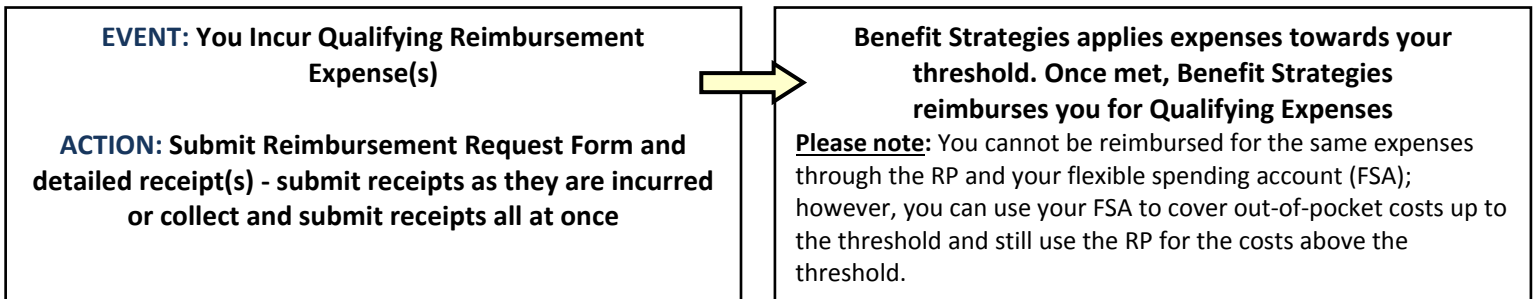 EVENT: You Incur Qualifying Reimbursement
Expense(s)
ACTION: Submit Reimbursement Request Form and
detailed receipt(s) - submit receipts as they are incurred
or collect and submit receipts all at once
Benefit Strategies applies expenses towards your
threshold. Once met, Benefit Strategies
reimburses you for Qualifying Expenses
Please note: You cannot be reimbursed for the same expenses
through the RP and your flexible spending account (FSA);
however, you can use your FSA to cover out-of-pocket costs up to
the threshold and still use the RP for the costs above the
threshold.